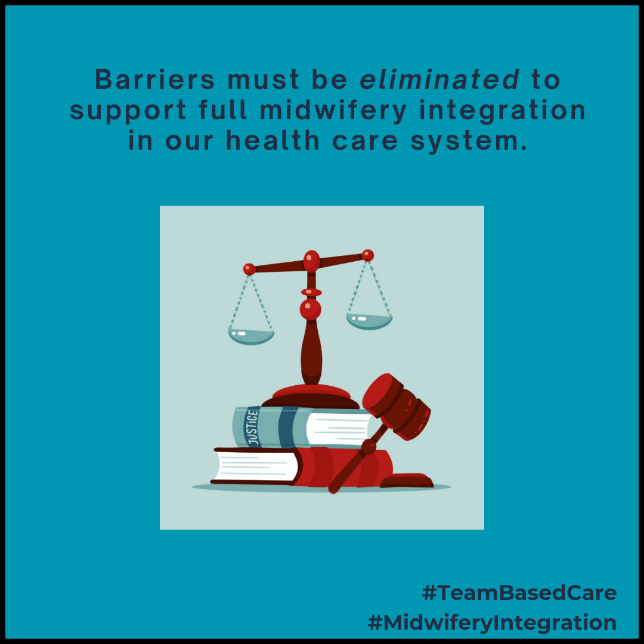 Barriers must be eliminated to
support full midwifery integration
in our health care system.
JUSTICE
#TeamBasedCare
#MidwiferyIntegration